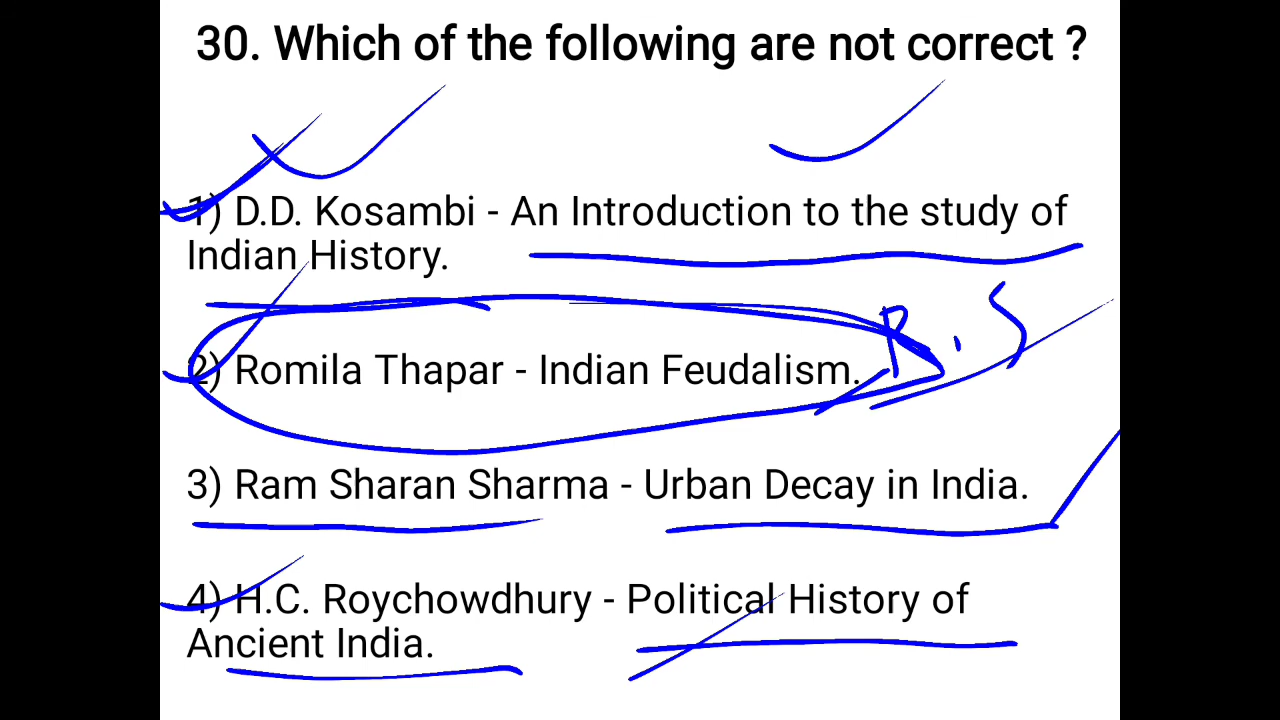 30. Which of the following are not correct ?
1) D.D. Kosambi - An Introduction to the study of
Indian History.
2) Romila Thapar - Indian Feudalism. R.S
3) Ram Sharan Sharma - Urban Decay in India.
4) H.C. Roychowdhury - Political History of
Ancient India.